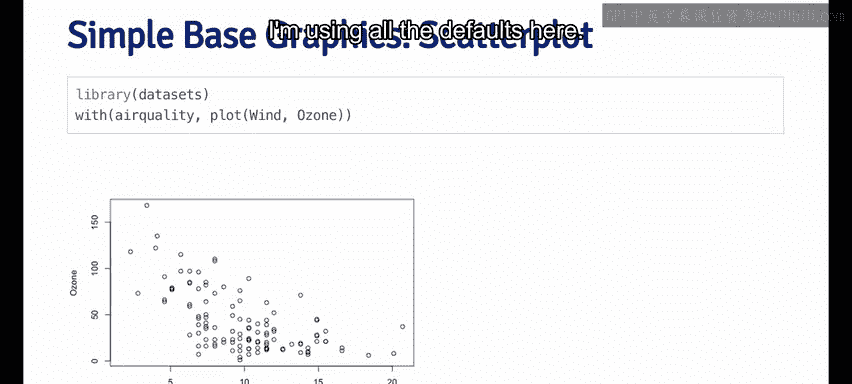 Simple Base Graphics: Scatterplot
I'm using all the defaults here.
library(datasets)
with(airquality, plot(Wind, Ozone))
150
100
50
0
Ozone
5 10 15 20